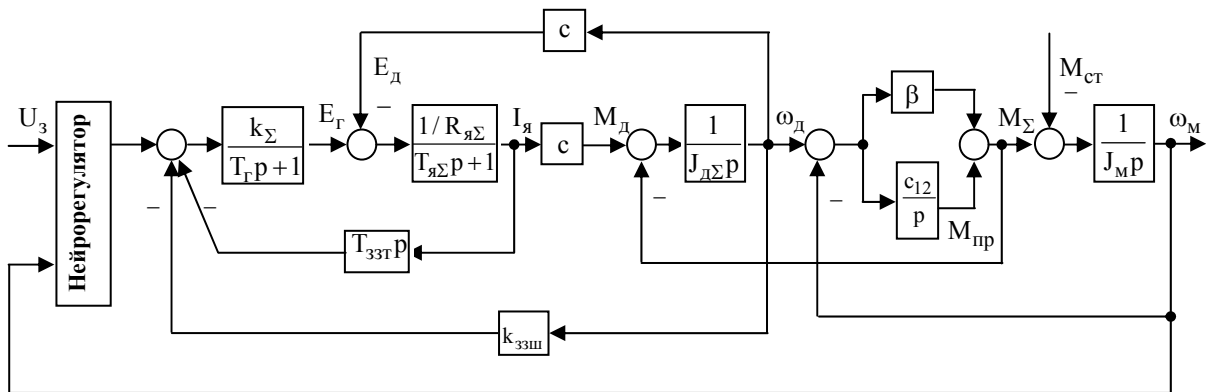 c
E_д
–
U_з
Нейрорегулятор
k_Σ
T_г p + 1
E_г
1 / R_яΣ
T_яΣ p + 1
I_я
c
M_д
1
J_дΣ p
ω_д
β
c_12
p
M_пр
M_Σ
M_ст
–
1
J_м p
ω_м
–
–
–
–
T_ззт p
k_ззш